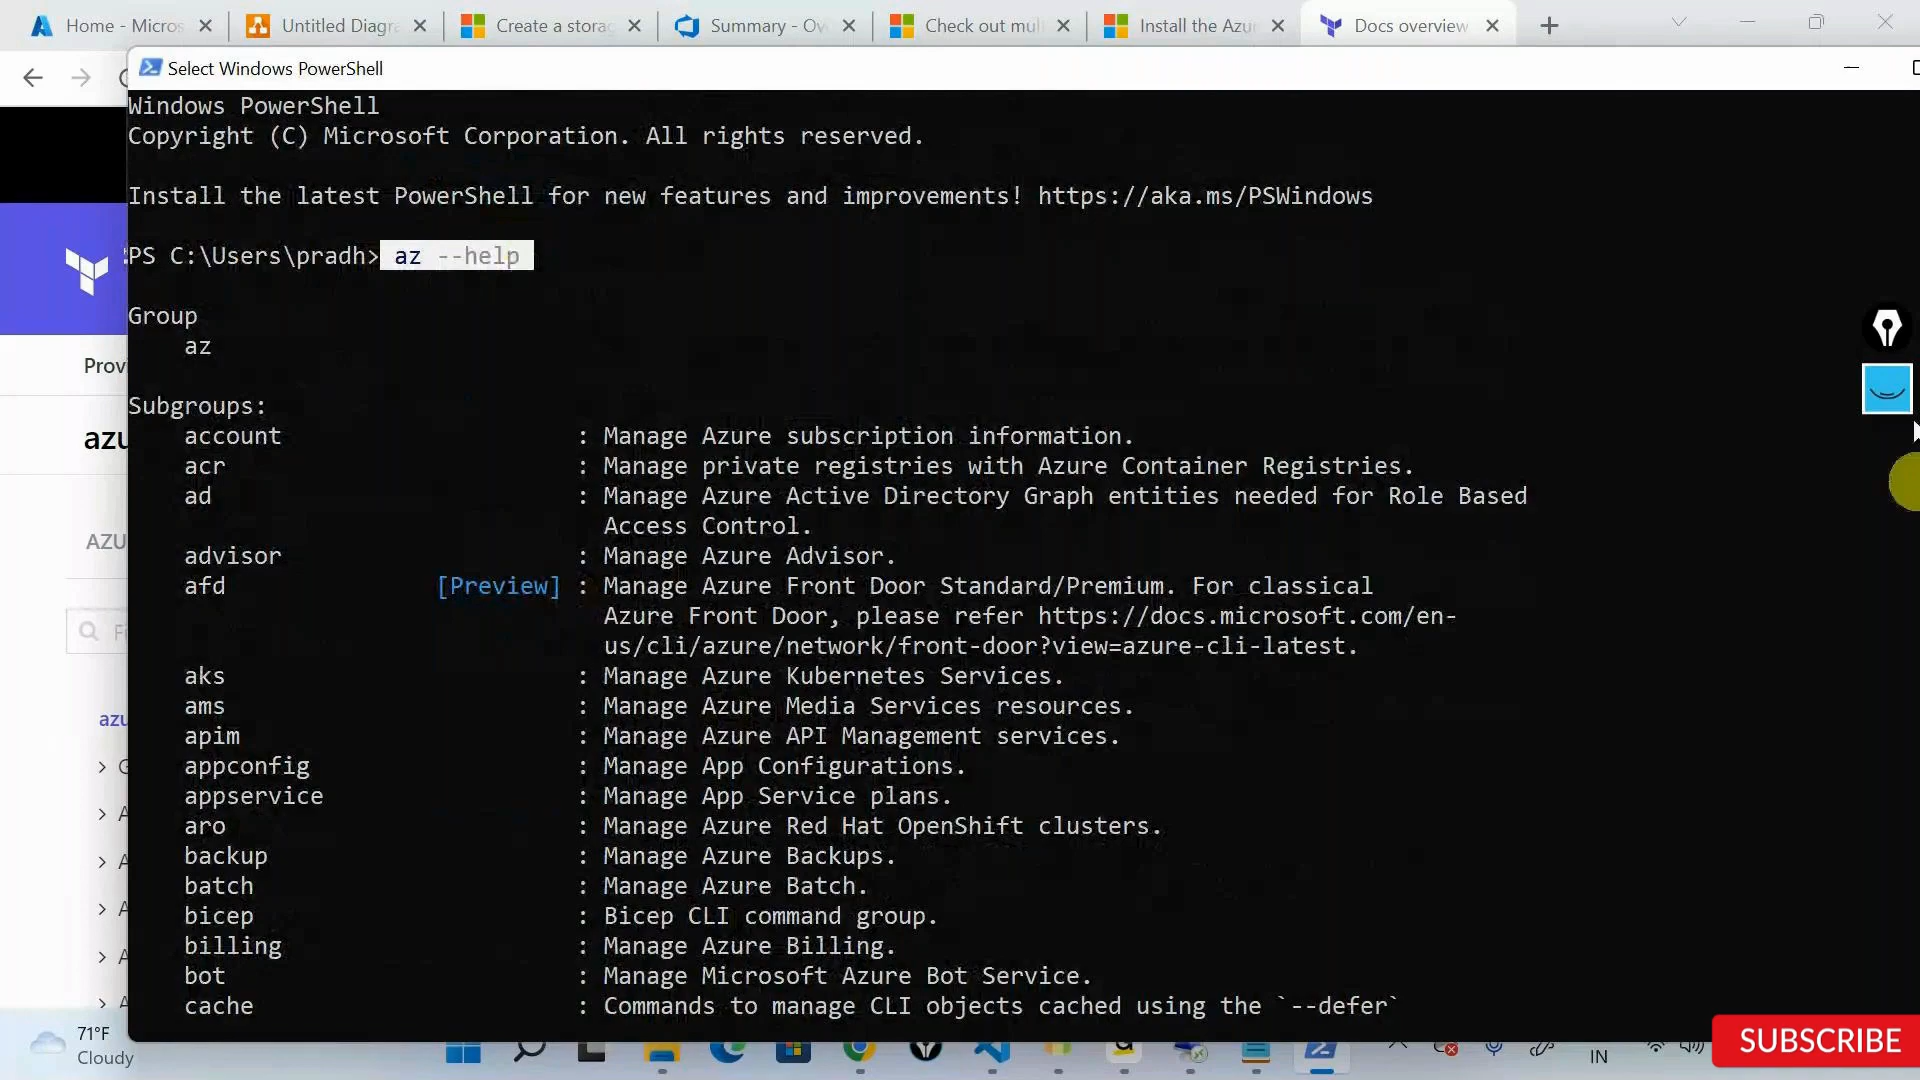 Home - Micros
Untitled Diagra
Create a storag
Summary - Ov
Check out mul
Install the Azur
Docs overview
Select Windows PowerShell
Windows PowerShell
Copyright (C) Microsoft Corporation. All rights reserved.
Install the latest PowerShell for new features and improvements! https://aka.ms/PSWindows
PS C:\Users\pradh> az --help
Group
az
Provi
Subgroups:
account : Manage Azure subscription information.
azu
acr : Manage private registries with Azure Container Registries.
ad : Manage Azure Active Directory Graph entities needed for Role Based
Access Control.
AZU
advisor : Manage Azure Advisor.
afd [Preview] : Manage Azure Front Door Standard/Premium. For classical
Azure Front Door, please refer https://docs.microsoft.com/en-
us/cli/azure/network/front-door?view=azure-cli-latest.
Fi
aks : Manage Azure Kubernetes Services.
ams : Manage Azure Media Services resources.
azu
apim : Manage Azure API Management services.
appconfig : Manage App Configurations.
appservice : Manage App Service plans.
aro : Manage Azure Red Hat OpenShift clusters.
backup : Manage Azure Backups.
batch : Manage Azure Batch.
bicep : Bicep CLI command group.
billing : Manage Azure Billing.
bot : Manage Microsoft Azure Bot Service.
cache : Commands to manage CLI objects cached using the `--defer`
71°F
Cloudy
IN
SUBSCRIBE